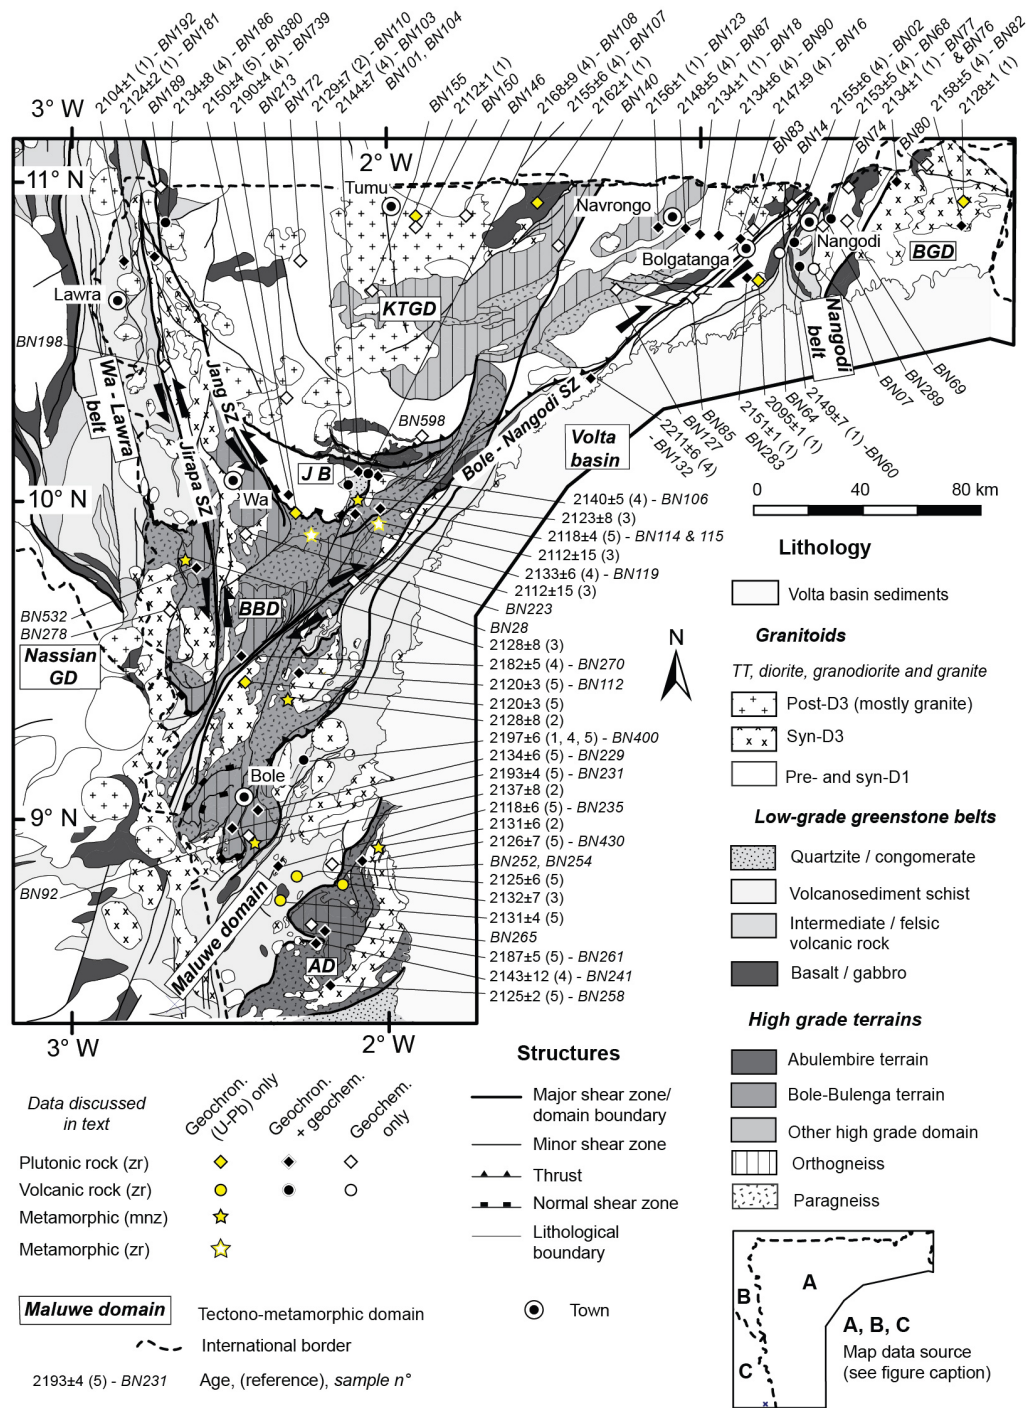 2104±1 (1) - BN192
2124±2 (1) - BN181
BN189
2134±8 (4) - BN186
2150±4 (5) - BN380
2190±4 (4) - BN739
BN213
BN172
2129±7 (2) - BN110
2144±7 (4) - BN103
BN101, BN104
BN155
2112±1 (1)
BN150
BN146
2168±9 (4) - BN108
2155±6 (4) - BN107
2162±1 (1)
BN140
2156±1 (1) - BN123
2148±5 (4) - BN87
2134±1 (1) - BN18
2134±6 (4) - BN90
2147±9 (4) - BN16
BN83
BN14
2155±6 (4) - BN02
2153±5 (4) - BN68
BN74
2134±1 (1) - BN77
& BN76
BN80
2158±5 (4) - BN82
2128±1 (1)
3° W
2° W
11° N
Tumu
Navrongo
Bolgatanga
Nangodi
BGD
Lawra
KTGD
Nangodi
belt
BN198
Wa - Lawra
belt
Jang SZ
Jirapa SZ
BN598
Bole - Nangodi SZ
BN69
BN289
BN07
2149±7 (1) - BN60
BN64
2095±1 (1)
BN283
2151±1 (1)
BN85
BN127
2211±6 (4)
- BN132
Volta
basin
J B
10° N
Wa
0 40 80 km
2140±5 (4) - BN106
2123±8 (3)
2118±4 (5) - BN114 & 115
2112±15 (3)
2133±6 (4) - BN119
2112±15 (3)
BN223
BN28
2128±8 (3)
2182±5 (4) - BN270
2120±3 (5) - BN112
2120±3 (5)
2128±8 (2)
2197±6 (1, 4, 5) - BN400
2134±6 (5) - BN229
2193±4 (5) - BN231
2137±8 (2)
2118±6 (5) - BN235
2131±6 (2)
2126±7 (5) - BN430
BN252, BN254
2125±6 (5)
2132±7 (3)
2131±4 (5)
BN265
2187±5 (5) - BN261
2143±12 (4) - BN241
2125±2 (5) - BN258
BN532
BN278
BBD
Nassian
GD
Bole
9° N
BN92
Maluwe domain
AD
3° W
2° W
N
Lithology
Volta basin sediments
Granitoids
TT, diorite, granodiorite and granite
Post-D3 (mostly granite)
Syn-D3
Pre- and syn-D1
Low-grade greenstone belts
Quartzite / congomerate
Volcanosediment schist
Intermediate / felsic
volcanic rock
Basalt / gabbro
High grade terrains
Abulembire terrain
Bole-Bulenga terrain
Other high grade domain
Orthogneiss
Paragneiss
Structures
Major shear zone/
domain boundary
Minor shear zone
Thrust
Normal shear zone
Lithological
boundary
Town
Data discussed
in text
Geochron.
(U-Pb) only
Geochron.
+ geochem.
Geochem.
only
Plutonic rock (zr)
Volcanic rock (zr)
Metamorphic (mnz)
Metamorphic (zr)
Maluwe domain Tectono-metamorphic domain
International border
2193±4 (5) - BN231 Age, (reference), sample n°
A
B
C
A, B, C
Map data source
(see figure caption)